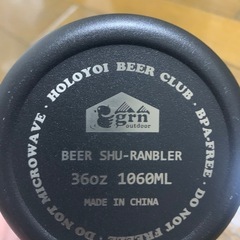 HOLOYOI BEER CLUB · BPA-FREE · DO NOT FREEZE · DO NOT MICROWAVE ·
grn
outdoor
BEER SHU-RANBLER
36oz 1060ML
MADE IN CHINA